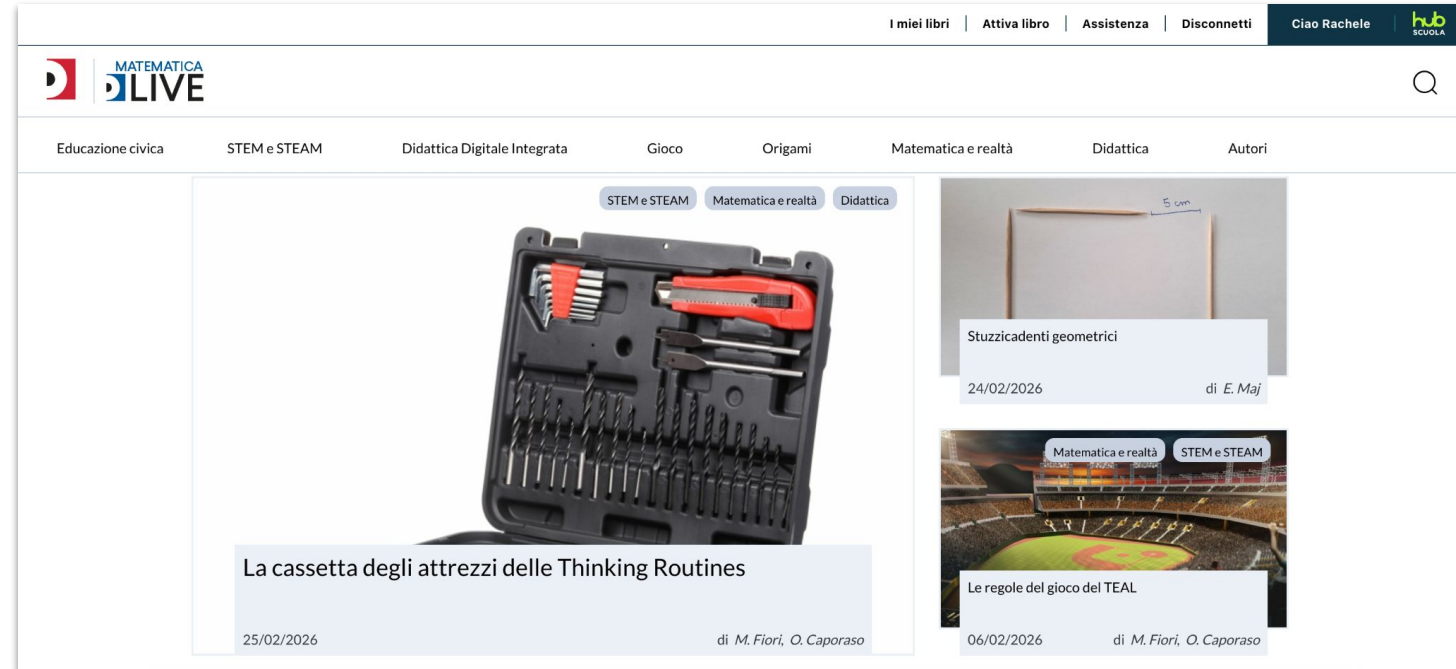 I miei libri | Attiva libro | Assistenza | Disconnetti Ciao Rachele hub
SCUOLA
MATEMATICA
D LIVE
Educazione civica STEM e STEAM Didattica Digitale Integrata Gioco Origami Matematica e realtà Didattica Autori
STEM e STEAM Matematica e realtà Didattica
La cassetta degli attrezzi delle Thinking Routines
25/02/2026 di M. Fiori, O. Caporaso
5 cm
Stuzzicadenti geometrici
24/02/2026 di E. Maj
Matematica e realtà STEM e STEAM
Le regole del gioco del TEAL
06/02/2026 di M. Fiori, O. Caporaso